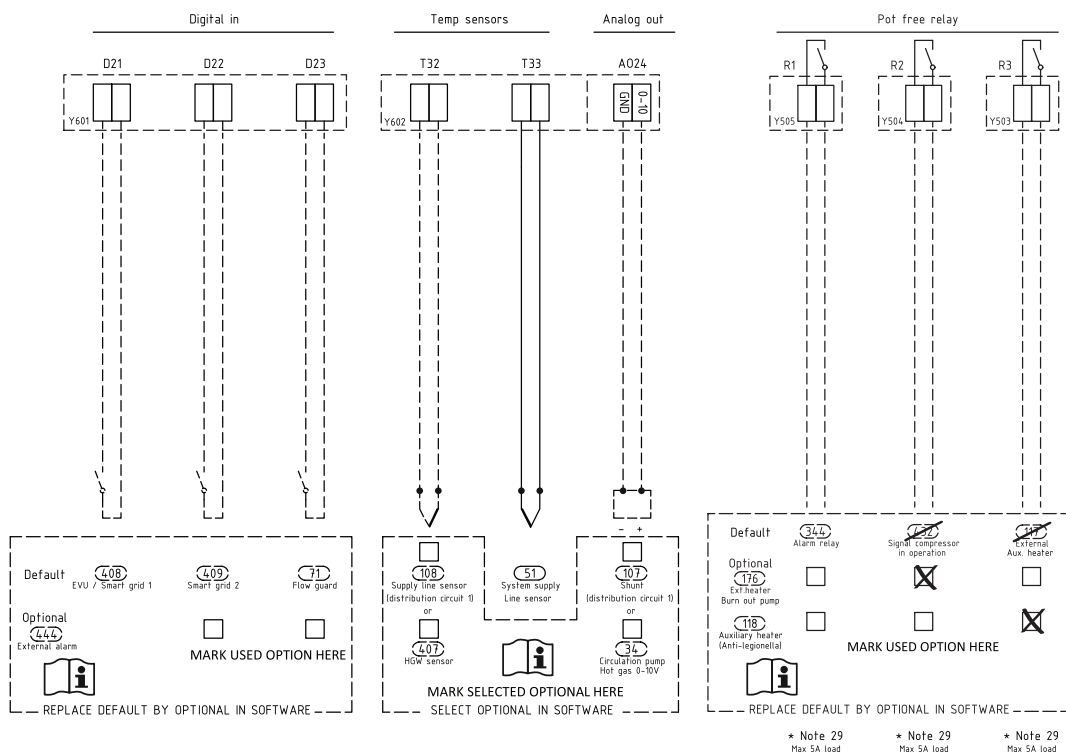 Digital in
Temp sensors
Analog out
Pot free relay
D21
D22
D23
T32
T33
AO24
R1
R2
R3
Y601
Y602
GND
0-10
Y505
Y504
Y503
- +
Default
408
EVU / Smart grid 1
409
Smart grid 2
71
Flow guard
Optional
444
External alarm
MARK USED OPTION HERE
REPLACE DEFAULT BY OPTIONAL IN SOFTWARE
108
Supply line sensor
(distribution circuit 1)
or
407
HGW sensor
51
System supply
Line sensor
107
Shunt
(distribution circuit 1)
or
34
Circulation pump
Hot gas 0-10V
MARK SELECTED OPTIONAL HERE
SELECT OPTIONAL IN SOFTWARE
Default
344
Alarm relay
432
Signal compressor
in operation
117
External
Aux. heater
Optional
176
Ext.heater
Burn out pump
118
Auxiliary heater
(Anti-legionella)
MARK USED OPTION HERE
REPLACE DEFAULT BY OPTIONAL IN SOFTWARE
* Note 29
Max 5A load
* Note 29
Max 5A load
* Note 29
Max 5A load